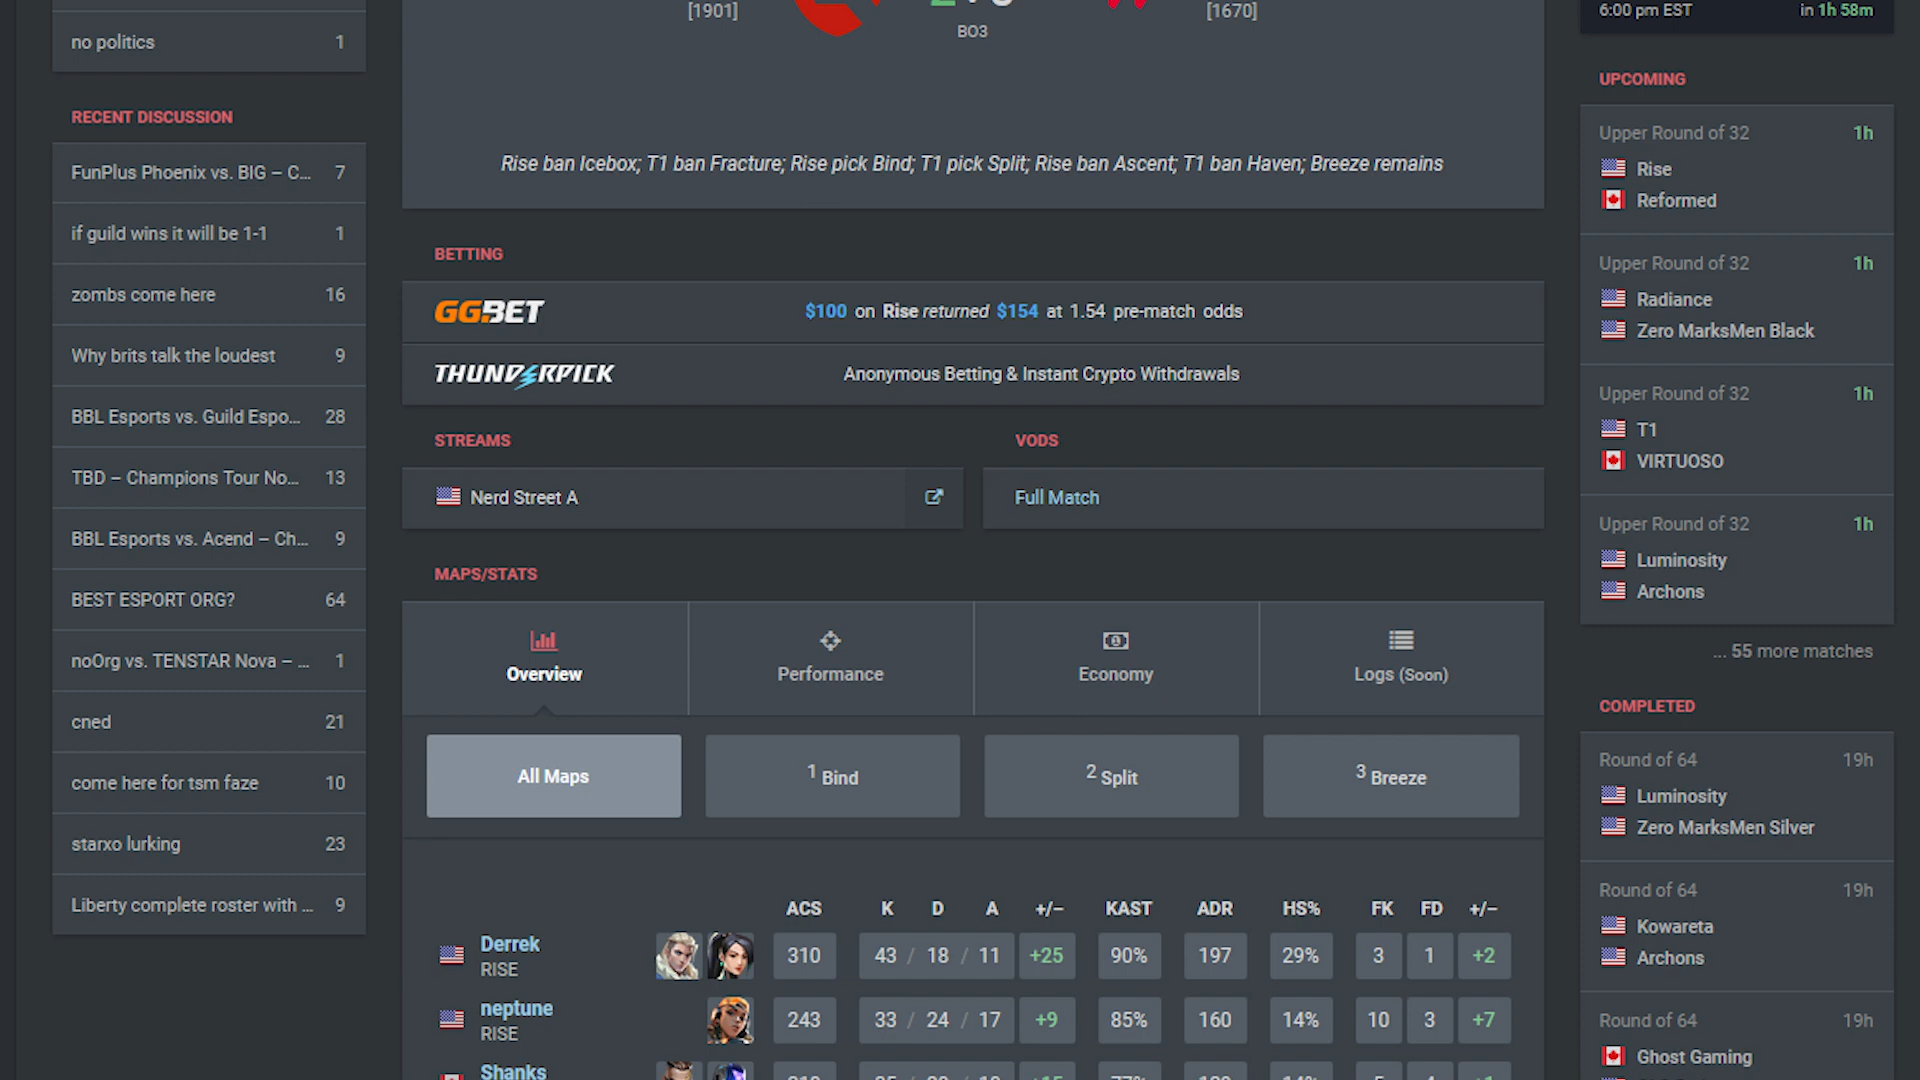 no politics 1
RECENT DISCUSSION
FunPlus Phoenix vs. BIG – C... 7
if guild wins it will be 1-1 1
zombs come here 16
Why brits talk the loudest 9
BBL Esports vs. Guild Espo... 28
TBD – Champions Tour No... 13
BBL Esports vs. Acend – Ch... 9
BEST ESPORT ORG? 64
noOrg vs. TENSTAR Nova – ... 1
cned 21
come here for tsm faze 10
starxo lurking 23
Liberty complete roster with ... 9
[1901] [1670]
BO3
Rise ban Icebox; T1 ban Fracture; Rise pick Bind; T1 pick Split; Rise ban Ascent; T1 ban Haven; Breeze remains
BETTING
GG.BET $100 on Rise returned $154 at 1.54 pre-match odds
THUNDERPICK Anonymous Betting & Instant Crypto Withdrawals
STREAMS
Nerd Street A
VODS
Full Match
MAPS/STATS
Overview Performance Economy Logs (Soon)
All Maps 1 Bind 2 Split 3 Breeze
ACS K D A +/– KAST ADR HS% FK FD +/–
Derrek 310 43 / 18 / 11 +25 90% 197 29% 3 1 +2
RISE
neptune 243 33 / 24 / 17 +9 85% 160 14% 10 3 +7
RISE
Shanks
6:00 pm EST in 1h 58m
UPCOMING
Upper Round of 32 1h
Rise
Reformed
Upper Round of 32 1h
Radiance
Zero MarksMen Black
Upper Round of 32 1h
T1
VIRTUOSO
Upper Round of 32 1h
Luminosity
Archons
... 55 more matches
COMPLETED
Round of 64 19h
Luminosity
Zero MarksMen Silver
Round of 64 19h
Kowareta
Archons
Round of 64 19h
Ghost Gaming